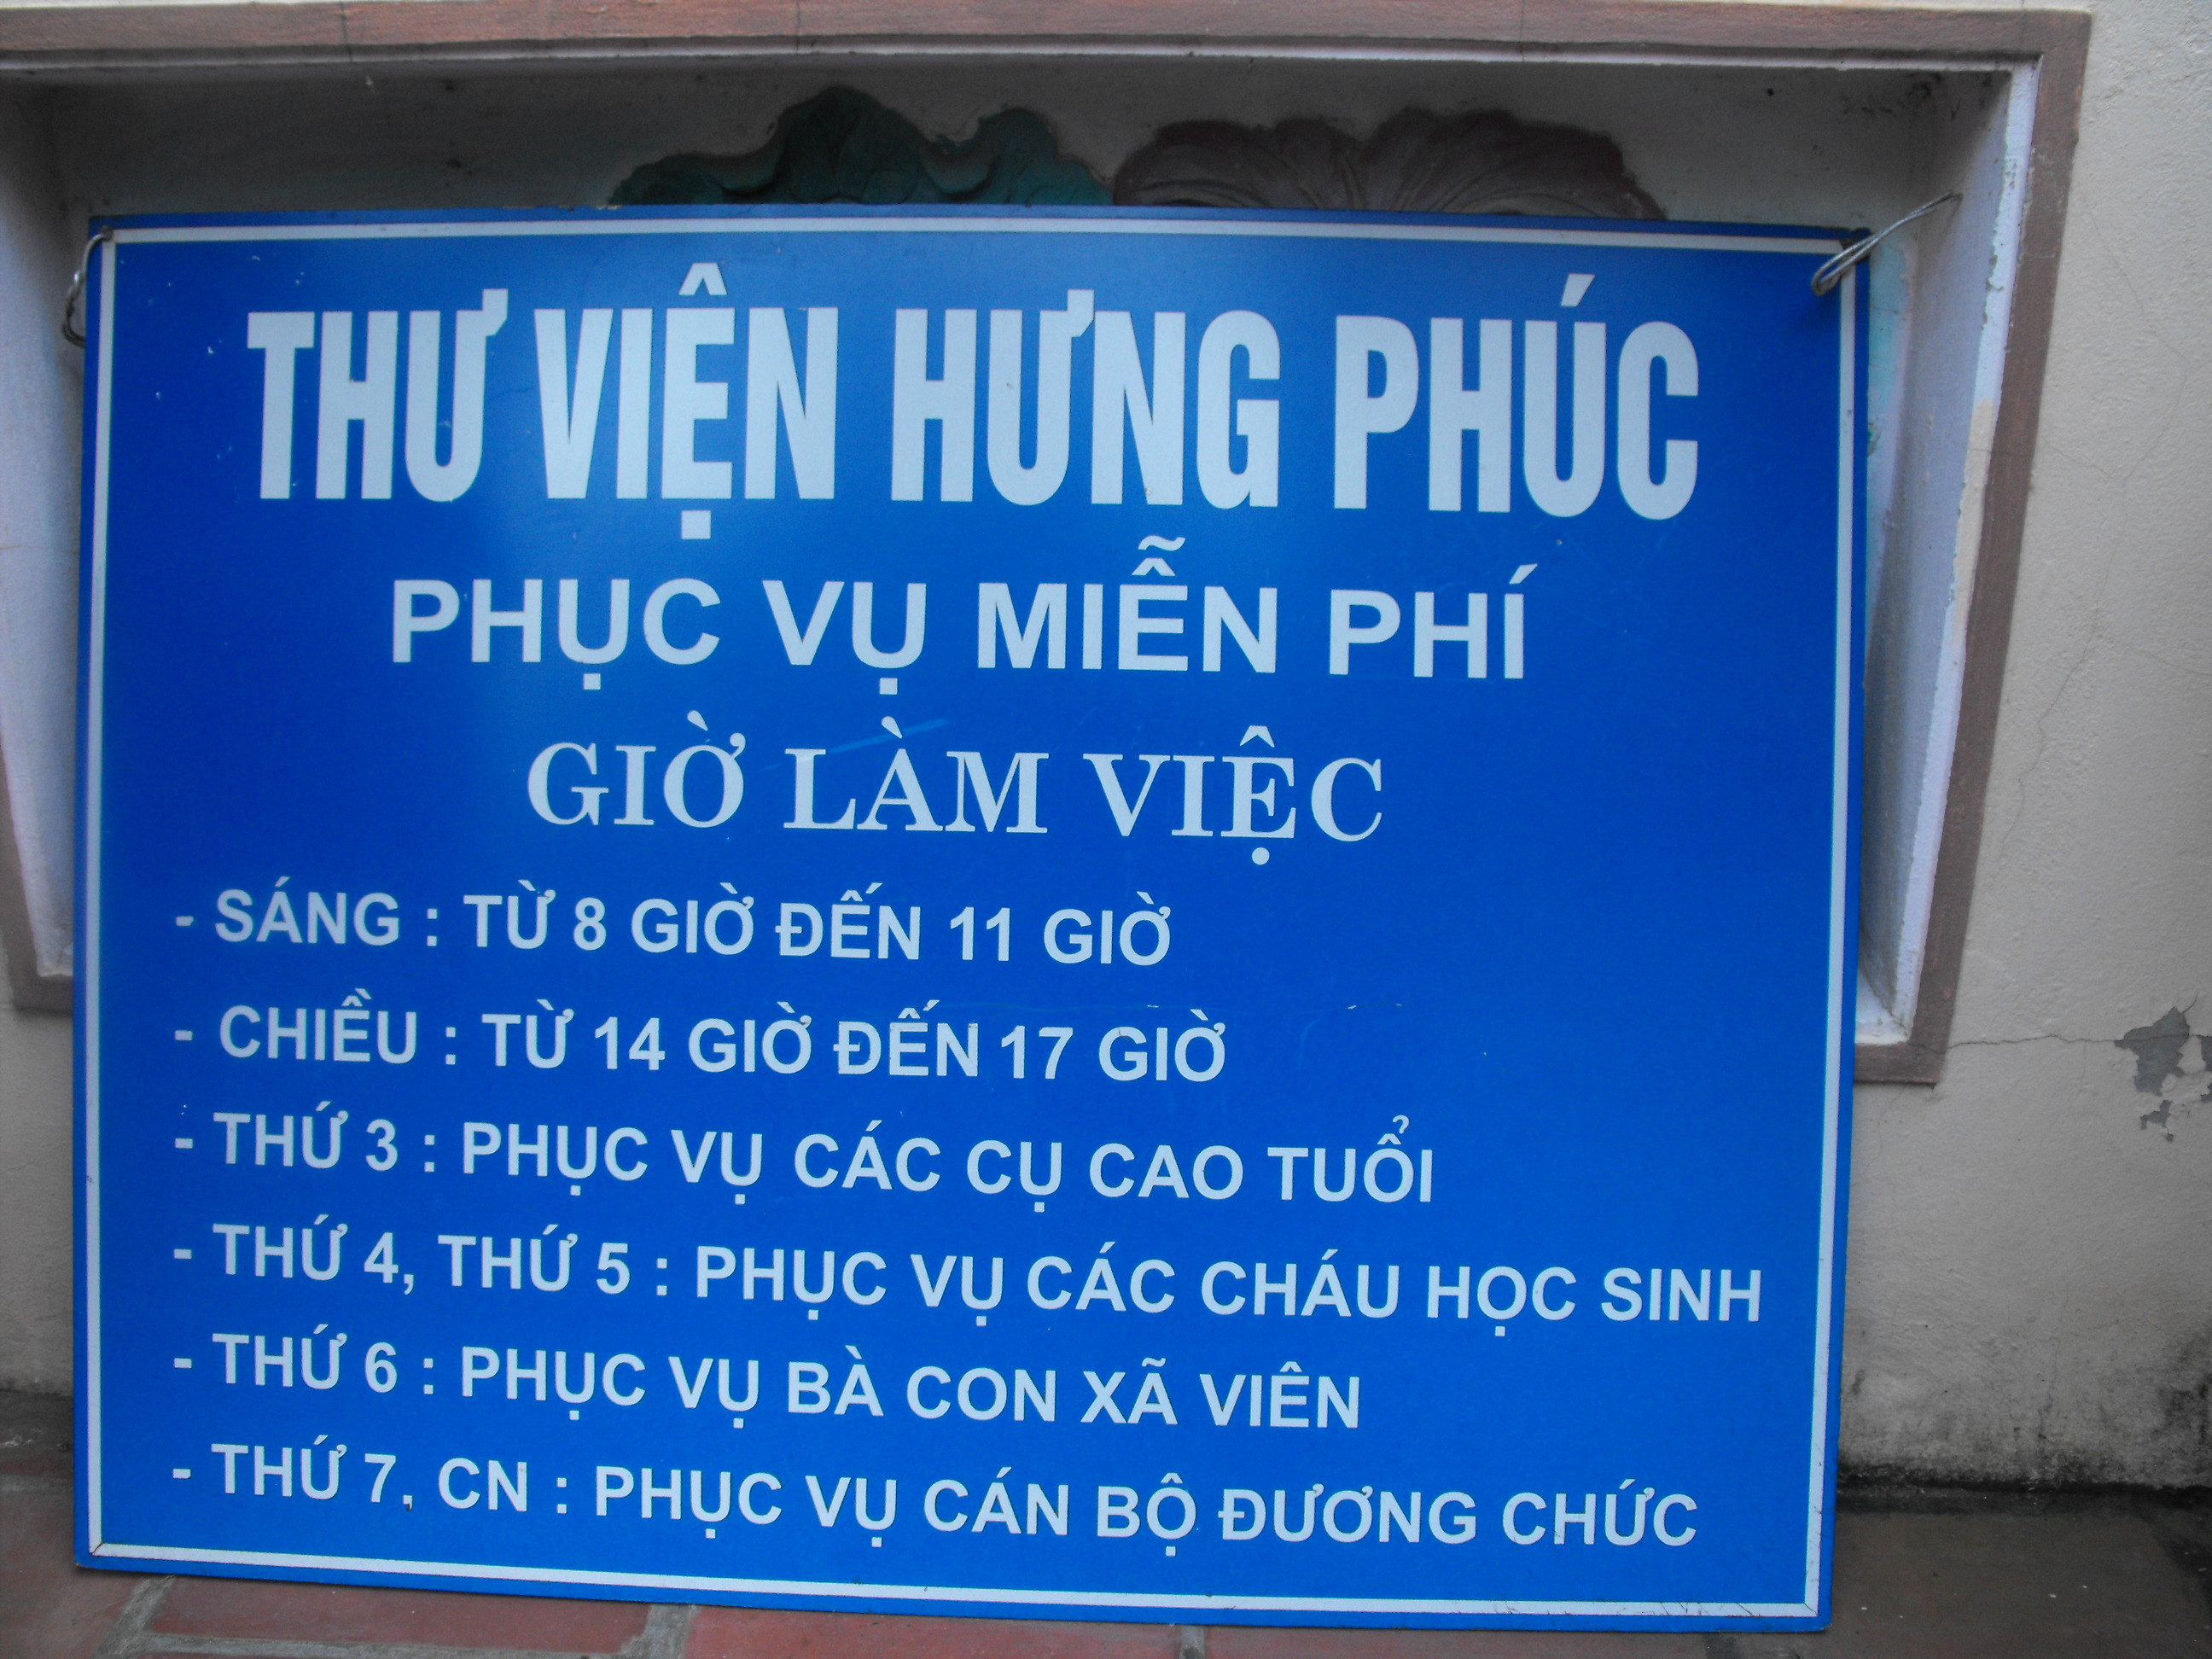 THƯ VIỆN HƯNG PHÚC
PHỤC VỤ MIỄN PHÍ
GIỜ LÀM VIỆC
- SÁNG : TỪ 8 GIỜ ĐẾN 11 GIỜ
- CHIỀU : TỪ 14 GIỜ ĐẾN 17 GIỜ
- THỨ 3 : PHỤC VỤ CÁC CỤ CAO TUỔI
- THỨ 4, THỨ 5 : PHỤC VỤ CÁC CHÁU HỌC SINH
- THỨ 6 : PHỤC VỤ BÀ CON XÃ VIÊN
- THỨ 7, CN : PHỤC VỤ CÁN BỘ ĐƯƠNG CHỨC